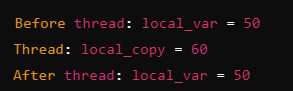 Before thread: local_var = 50
Thread: local_copy = 60
After thread: local_var = 50